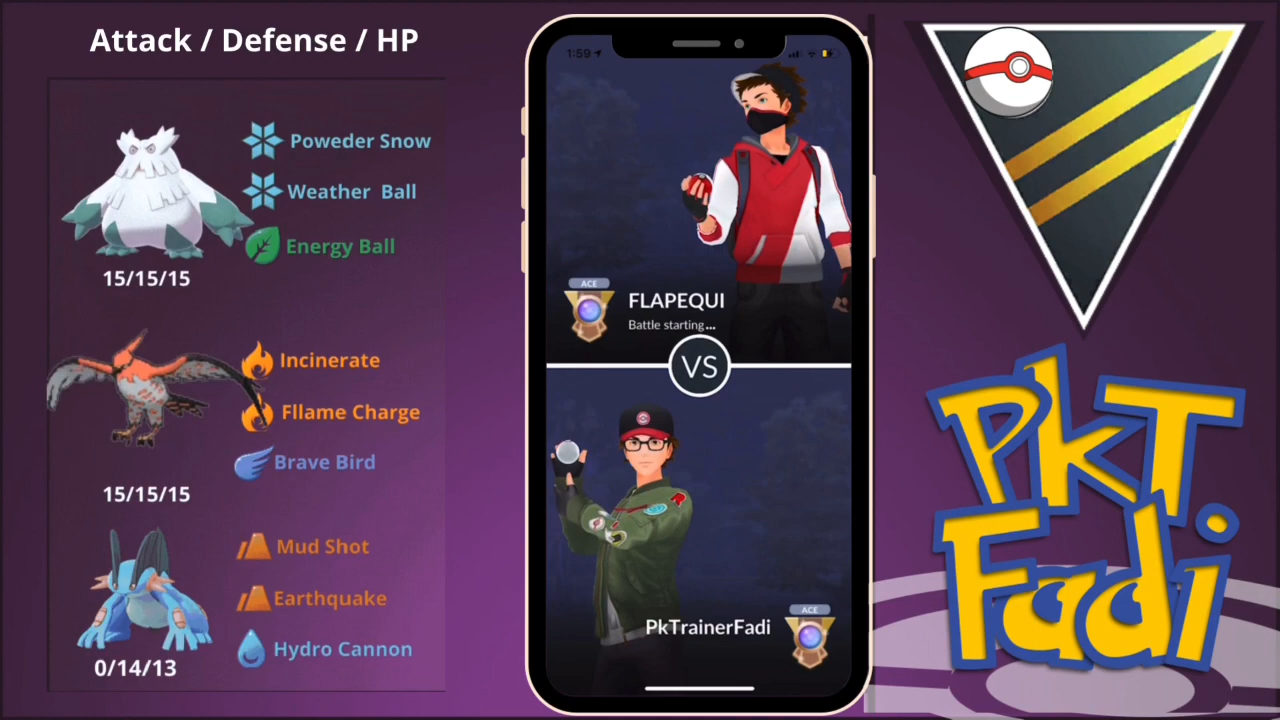 Attack / Defense / HP
Poweder Snow
Weather Ball
Energy Ball
15/15/15
Incinerate
Fllame Charge
Brave Bird
15/15/15
Mud Shot
Earthquake
Hydro Cannon
0/14/13
1:59
ACE
FLAPEQUI
Battle starting...
VS
ACE
PkTrainerFadi
PkT.
Fadi